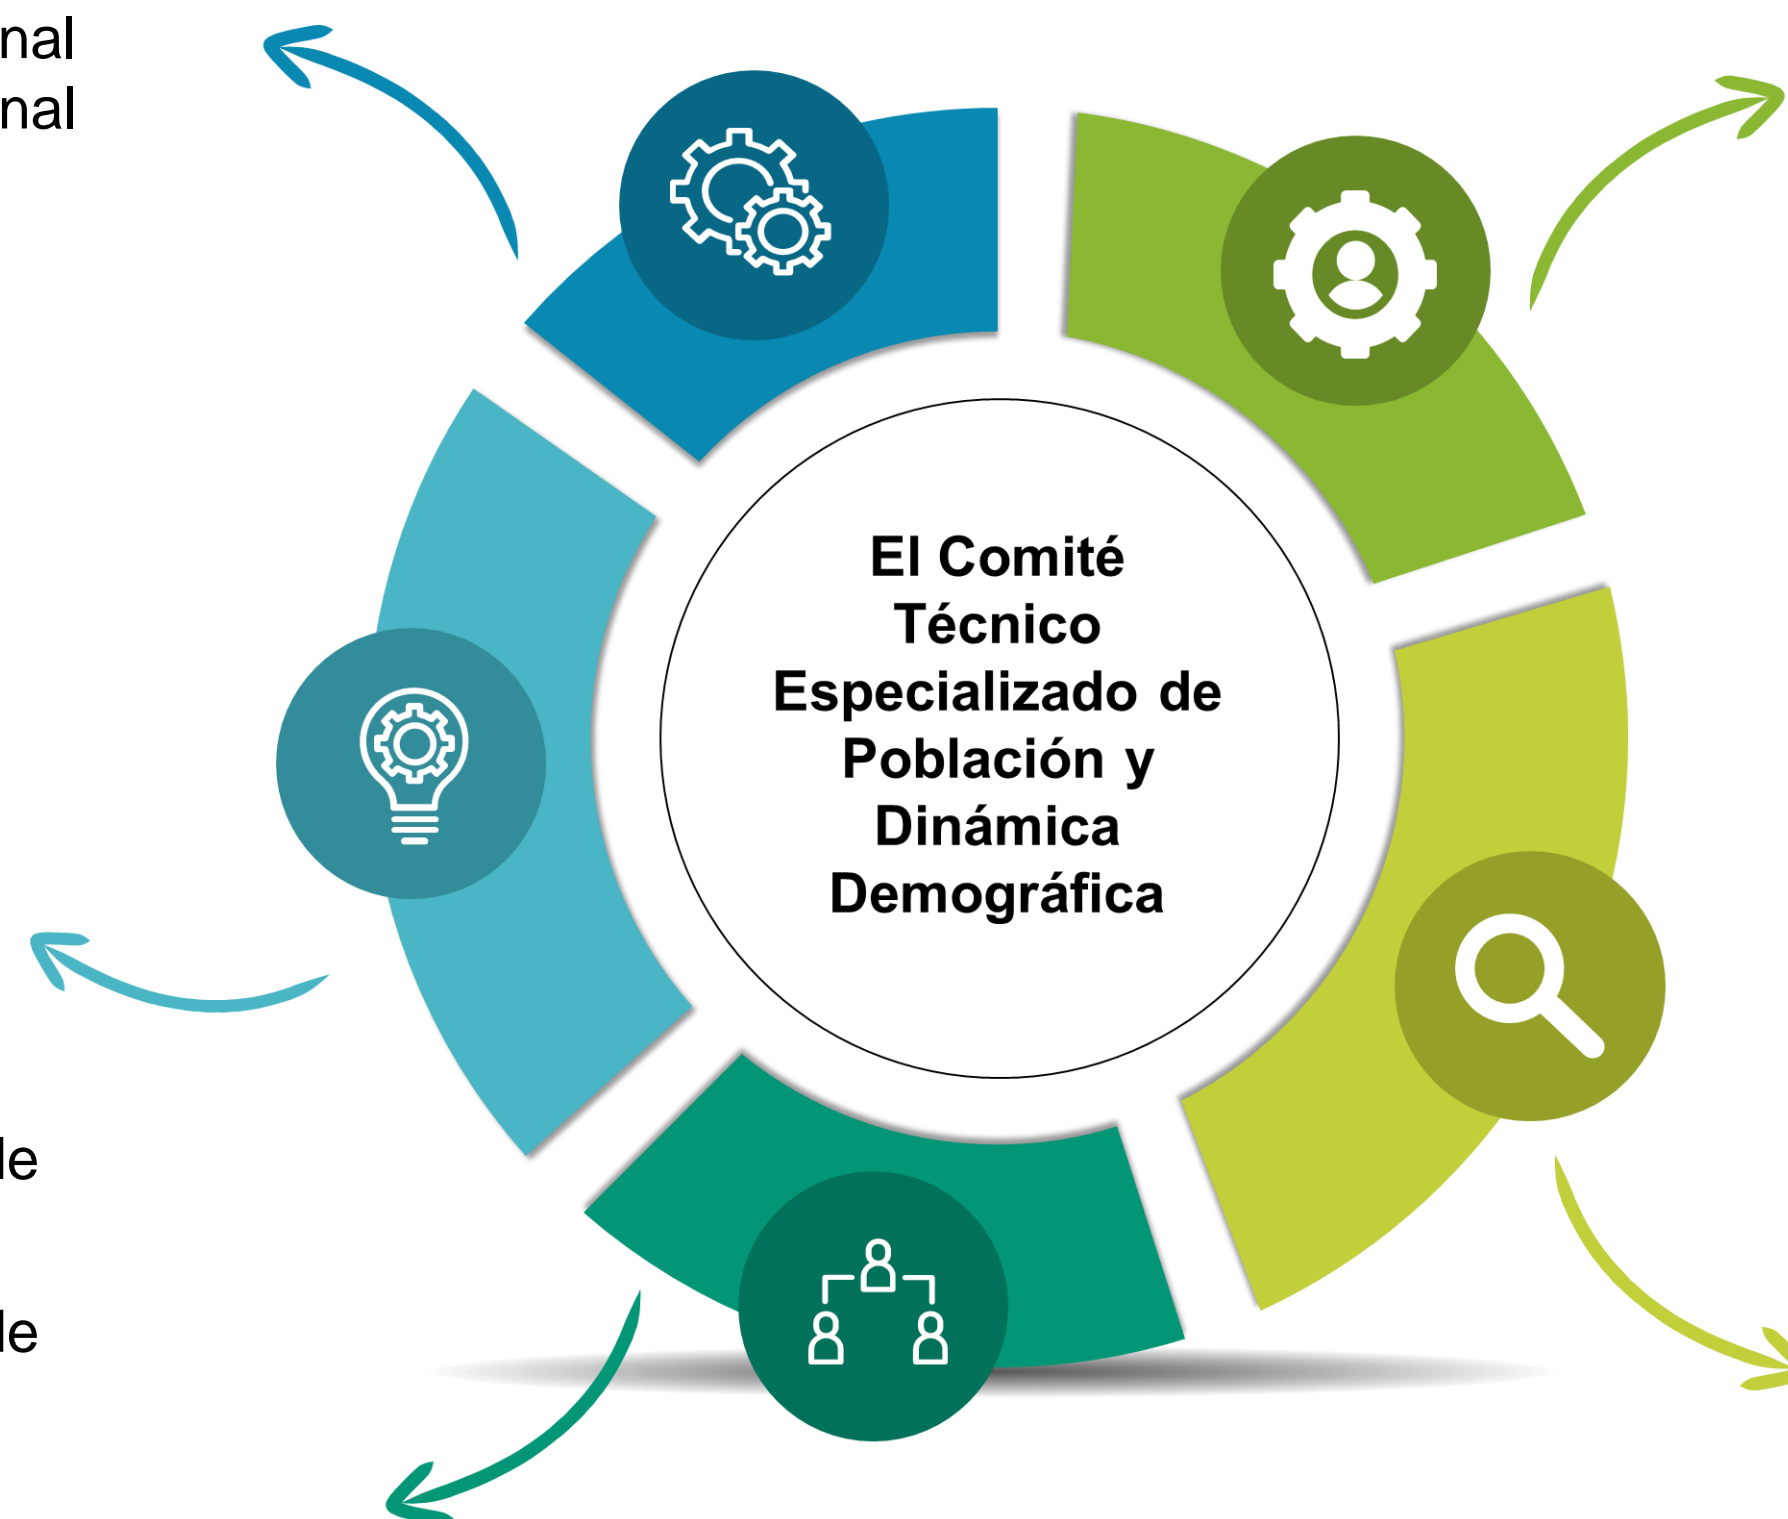 nal
nal
El Comité
Técnico
Especializado de
Población y
Dinámica
Demográfica
le
le